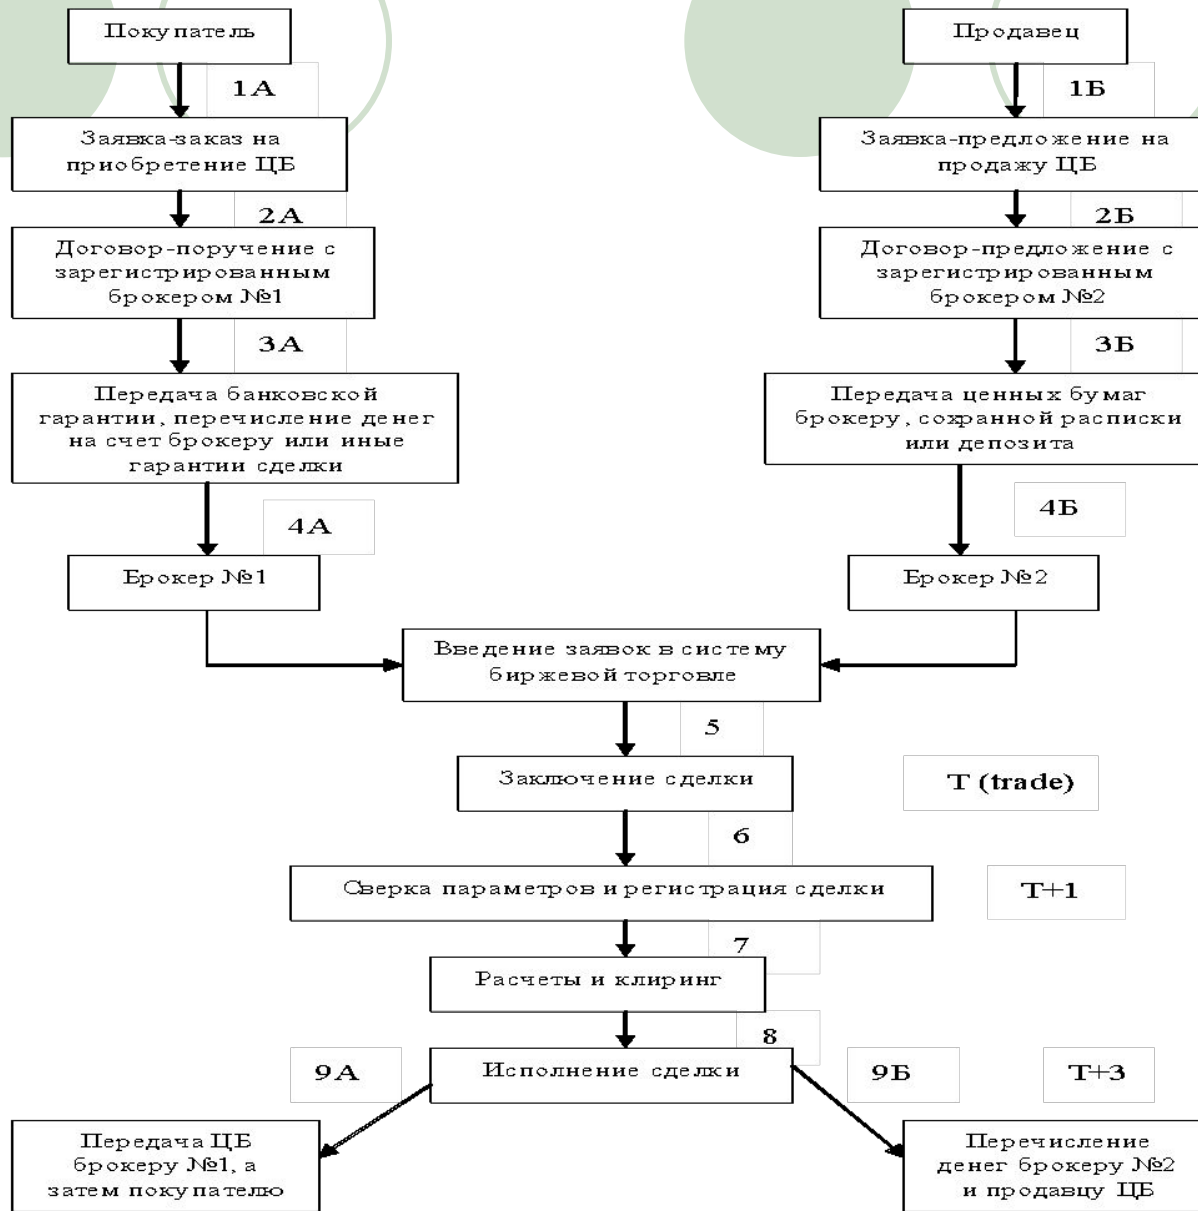 Покупатель
Продавец
1А
1Б
Заявка-заказ на
приобретение ЦБ
Заявка-предложение на
продажу ЦБ
2А
2Б
Договор-поручение с
зарегистрированным
брокером №1
Договор-предложение с
зарегистрированным
брокером №2
3А
3Б
Передача банковской
гарантии, перечисление денег
на счет брокеру или иные
гарантии сделки
Передача ценных бумаг
брокеру, сохранной расписки
или депозита
4А
4Б
Брокер №1
Брокер №2
Введение заявок в систему
биржевой торговле
5
Заключение сделки
T (trade)
6
Сверка параметров и регистрация сделки
T+1
7
Расчеты и клиринг
8
Исполнение сделки
9А
9Б
T+3
Передача ЦБ
брокеру №1, а
затем покупателю
Перечисление
денег брокеру №2
и продавцу ЦБ